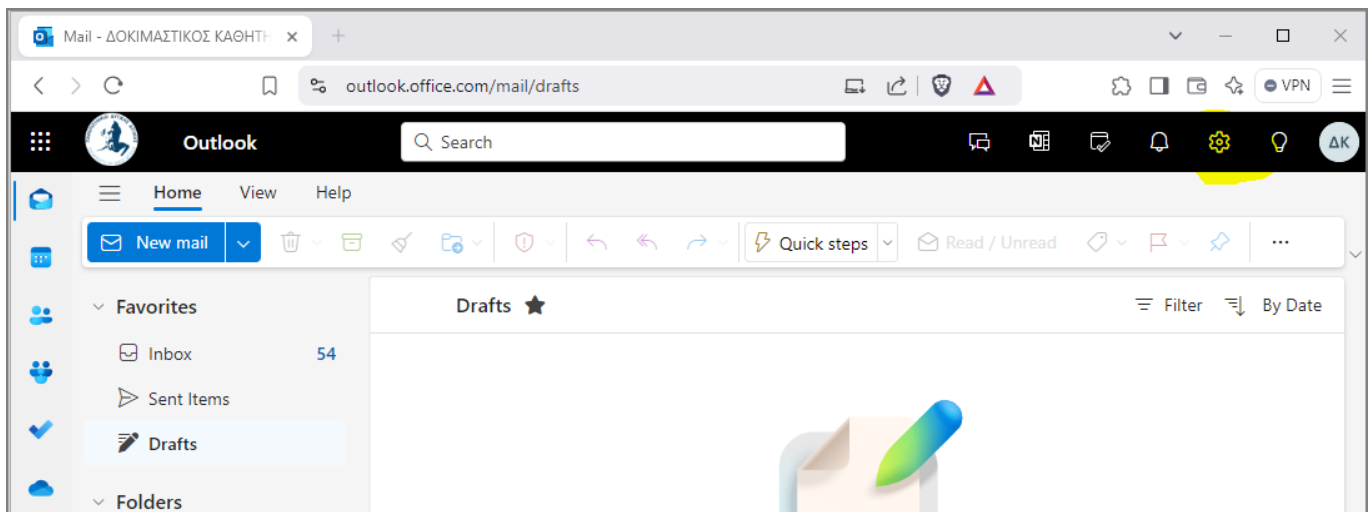 Mail - ΔΟΚΙΜΑΣΤΙΚΟΣ ΚΑΘΗΤΗ
outlook.office.com/mail/drafts
VPN
Outlook
Search
ΔΚ
Home View Help
New mail
Quick steps
Read / Unread
Favorites
Drafts
Filter
By Date
Inbox 54
Sent Items
Drafts
Folders